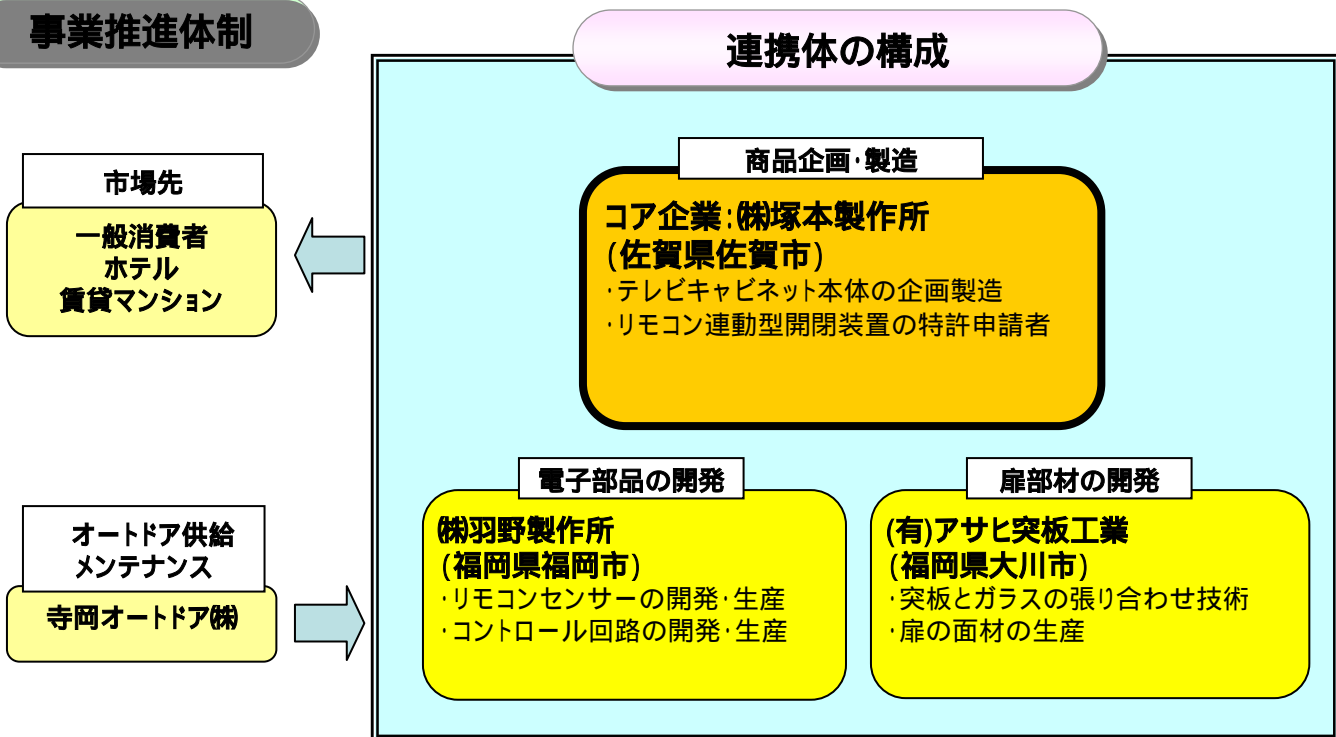 事業推進体制
連携体の構成
市場先
一般消費者
ホテル
賃貸マンション
商品企画・製造
コア企業:㈱塚本製作所
(佐賀県佐賀市)
・テレビキャビネット本体の企画製造
・リモコン連動型開閉装置の特許申請者
オートドア供給
メンテナンス
寺岡オートドア㈱
電子部品の開発
㈱羽野製作所
(福岡県福岡市)
・リモコンセンサーの開発・生産
・コントロール回路の開発・生産
扉部材の開発
(有)アサヒ突板工業
(福岡県大川市)
・突板とガラスの張り合わせ技術
・扉の面材の生産